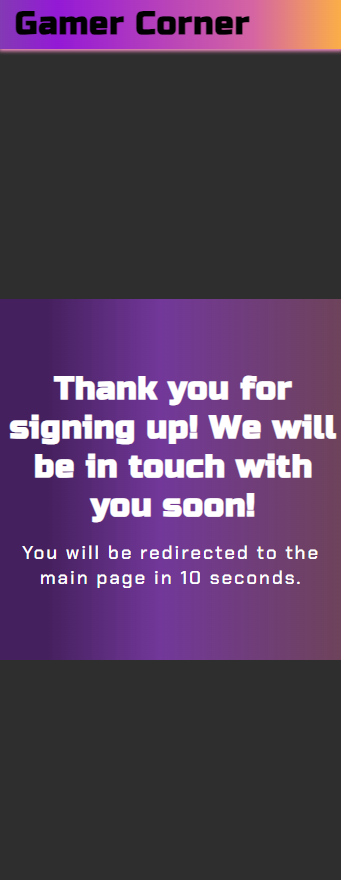 Gamer Corner
Thank you for
signing up! We will
be in touch with
you soon!
You will be redirected to the
main page in 10 seconds.